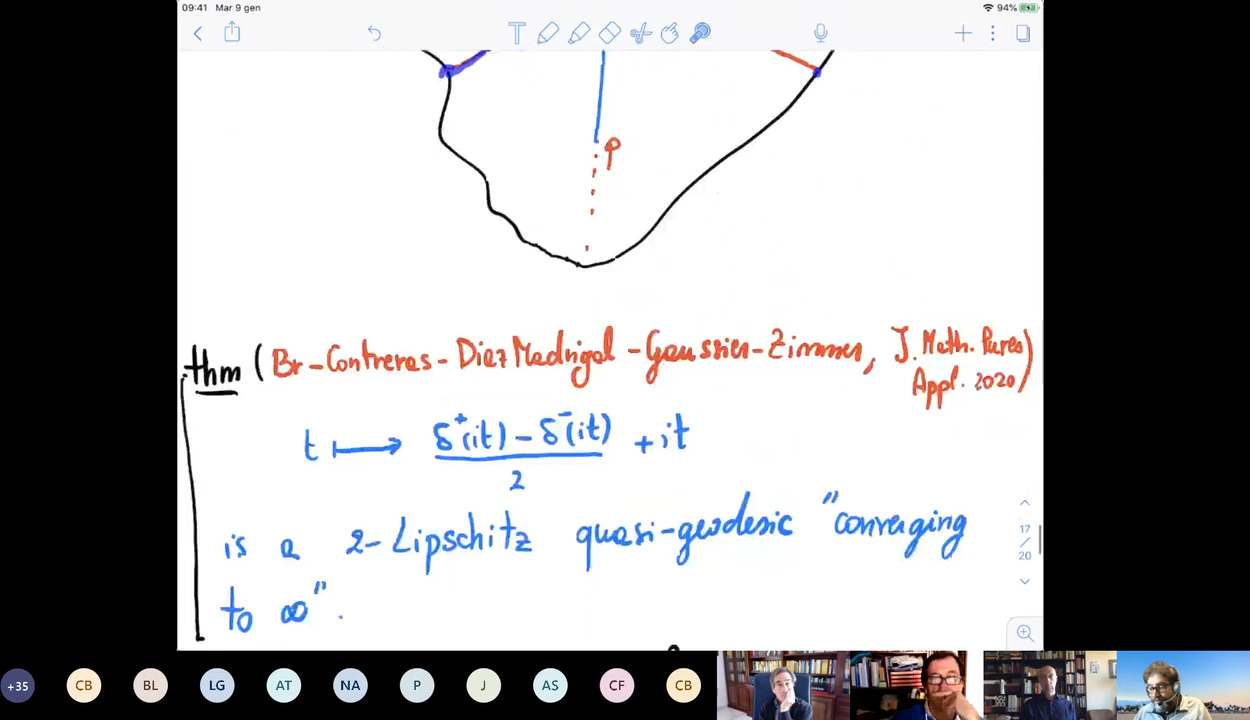 09:41 Mar 9 gen
94%
T
p
thm (Br-Contreras-Diaz Madrigal-Gaussier-Zimmer, J. Math. Pures
Appl. 2020)
t ⟼ δ⁺(it) - δ⁻(it) / 2 + it
is a 2-Lipschitz quasi-geodesic "converging
to ∞".
17
/
20
+35
CB
BL
LG
AT
NA
P
J
AS
CF
CB